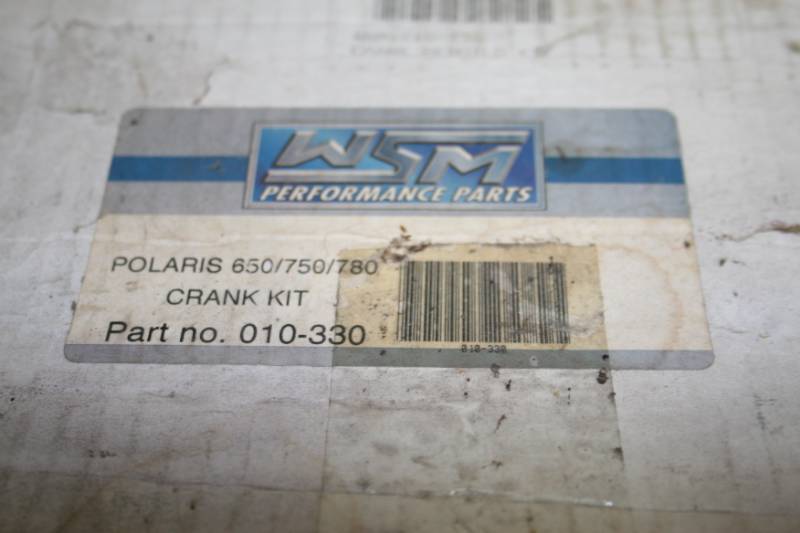 WSM
PERFORMANCE PARTS
POLARIS 650/750/780
CRANK KIT
Part no. 010-330
010-330